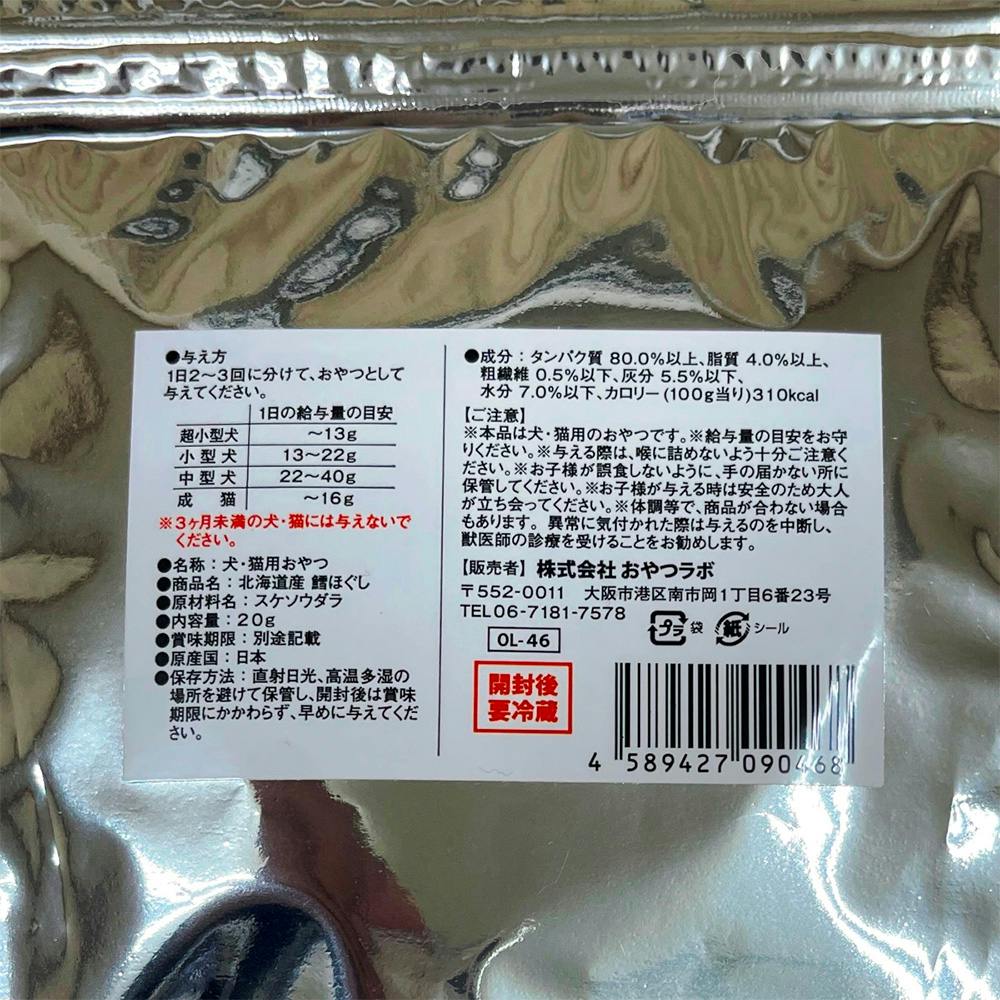 ●与え方
1日2～3回に分けて、おやつとして
与えてください。
1日の給与量の目安
超小型犬 ～13g
小型犬 13～22g
中型犬 22～40g
成猫 ～16g
※3ヶ月未満の犬・猫には与えないで
ください。
●名称：犬・猫用おやつ
●商品名：北海道産 鱈ほぐし
●原材料名：スケソウダラ
●内容量：20g
●賞味期限：別途記載
●原産国：日本
●保存方法：直射日光、高温多湿の
場所を避けて保管し、開封後は賞味
期限にかかわらず、早めに与えてくだ
さい。
●成分：タンパク質 80.0%以上、脂質 4.0%以上、
粗繊維 0.5%以下、灰分 5.5%以下、
水分 7.0%以下、カロリー(100g当り)310kcal
【ご注意】
※本品は犬・猫用のおやつです。※給与量の目安をお守
りください。※与える際は、喉に詰めないよう十分ご注意く
ださい。※お子様が誤食しないように、手の届かない所に
保管してください。※お子様が与える時は安全のため大人
が立ち会ってください。※体調等で、商品が合わない場合
もあります。異常に気付かれた際は与えるのを中断し、
獣医師の診療を受けることをお勧めします。
【販売者】株式会社 おやつラボ
〒552-0011 大阪市港区南市岡1丁目6番23号
TEL06-7181-7578
プラ 袋 紙 シール
OL-46
開封後
要冷蔵
4 589427 090468